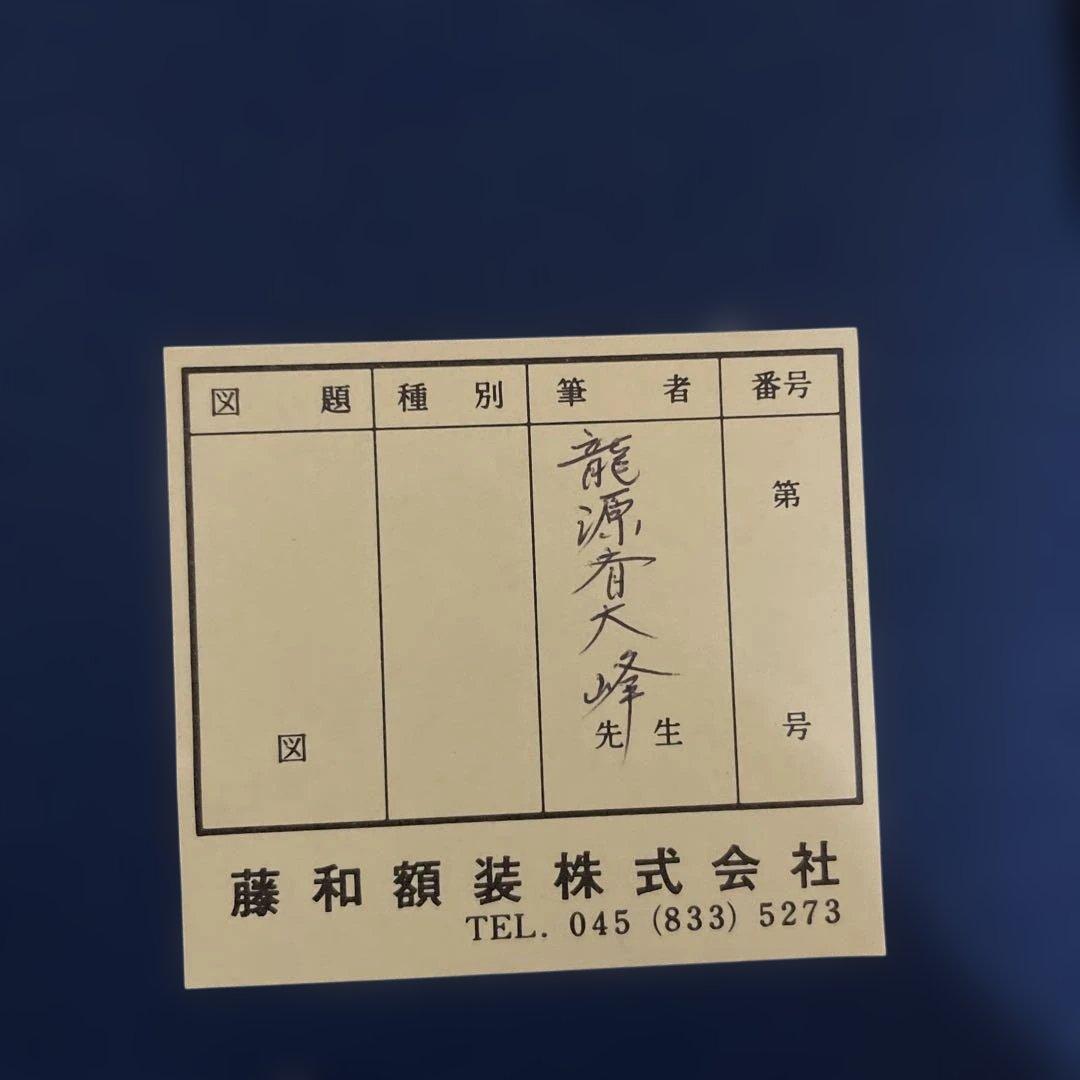 図題 種別 筆者 番号
第 号
龍源斉大峰 先生
図
藤和額装株式会社
TEL. 045 (833) 5273